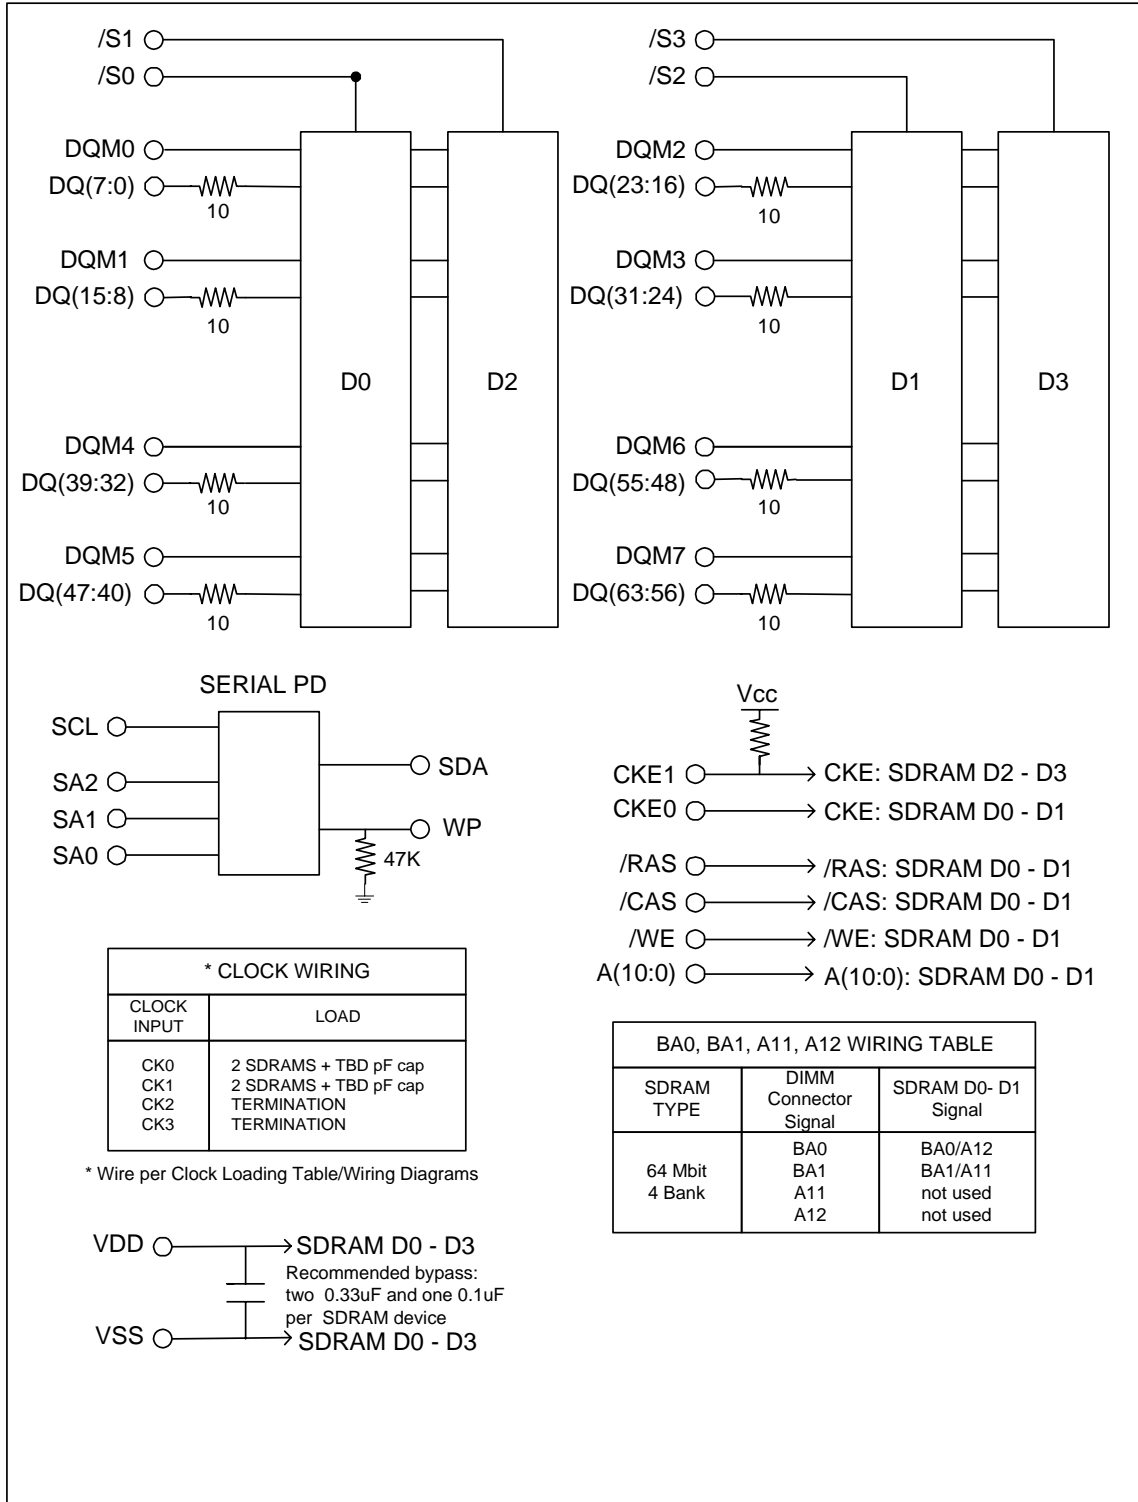 /S1
/S0
DQM0
DQ(7:0)
10
DQM1
DQ(15:8)
10
D0
D2
DQM4
DQ(39:32)
10
DQM5
DQ(47:40)
10
/S3
/S2
DQM2
DQ(23:16)
10
DQM3
DQ(31:24)
10
D1
D3
DQM6
DQ(55:48)
10
DQM7
DQ(63:56)
10
SERIAL PD
SCL
SA2
SA1
SA0
SDA
WP
47K
Vcc
CKE1 CKE: SDRAM D2 - D3
CKE0 CKE: SDRAM D0 - D1
/RAS /RAS: SDRAM D0 - D1
/CAS /CAS: SDRAM D0 - D1
/WE /WE: SDRAM D0 - D1
A(10:0) A(10:0): SDRAM D0 - D1
* CLOCK WIRING
CLOCK
INPUT
LOAD
CK0 2 SDRAMS + TBD pF cap
CK1 2 SDRAMS + TBD pF cap
CK2 TERMINATION
CK3 TERMINATION
* Wire per Clock Loading Table/Wiring Diagrams
BA0, BA1, A11, A12 WIRING TABLE
SDRAM
TYPE
DIMM
Connector
Signal
SDRAM D0- D1
Signal
64 Mbit
4 Bank
BA0 BA0/A12
BA1 BA1/A11
A11 not used
A12 not used
VDD SDRAM D0 - D3
Recommended bypass:
two 0.33uF and one 0.1uF
per SDRAM device
VSS SDRAM D0 - D3